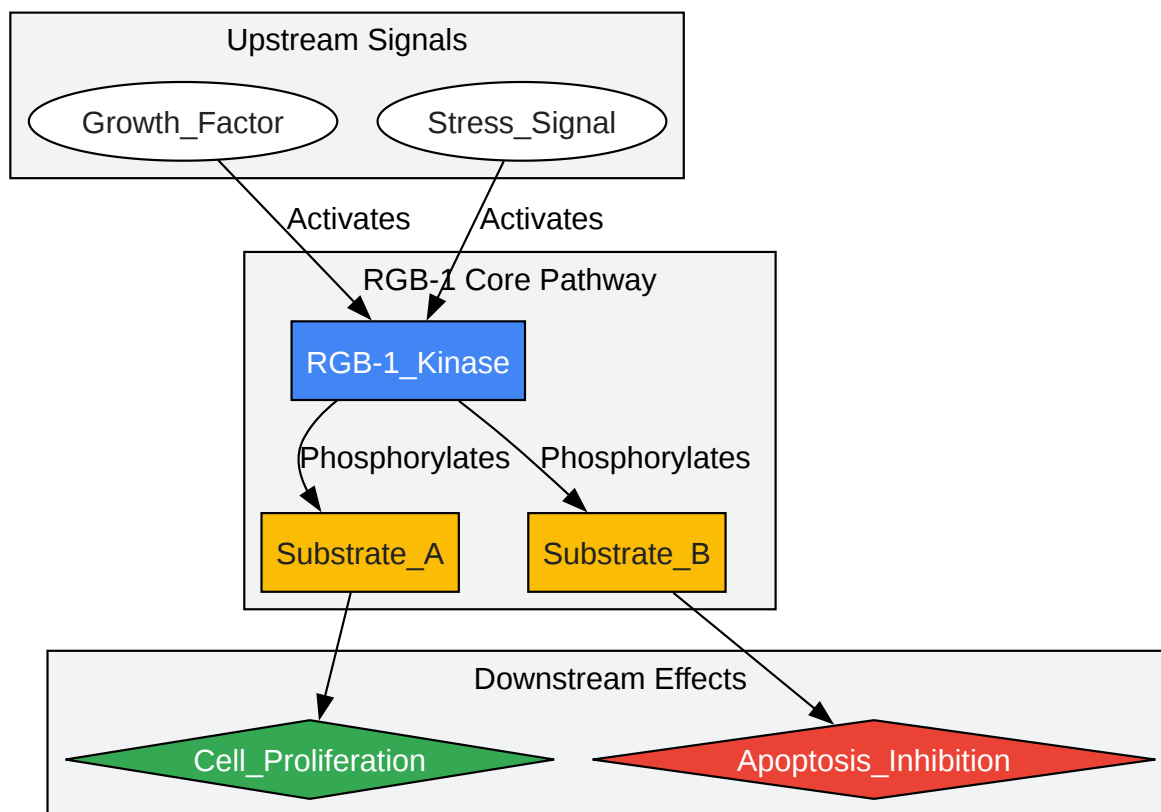 Upstream Signals
Growth_Factor
Stress_Signal
Activates
Activates
RGB-1 Core Pathway
RGB-1_Kinase
Phosphorylates
Phosphorylates
Substrate_A
Substrate_B
Downstream Effects
Cell_Proliferation
Apoptosis_Inhibition